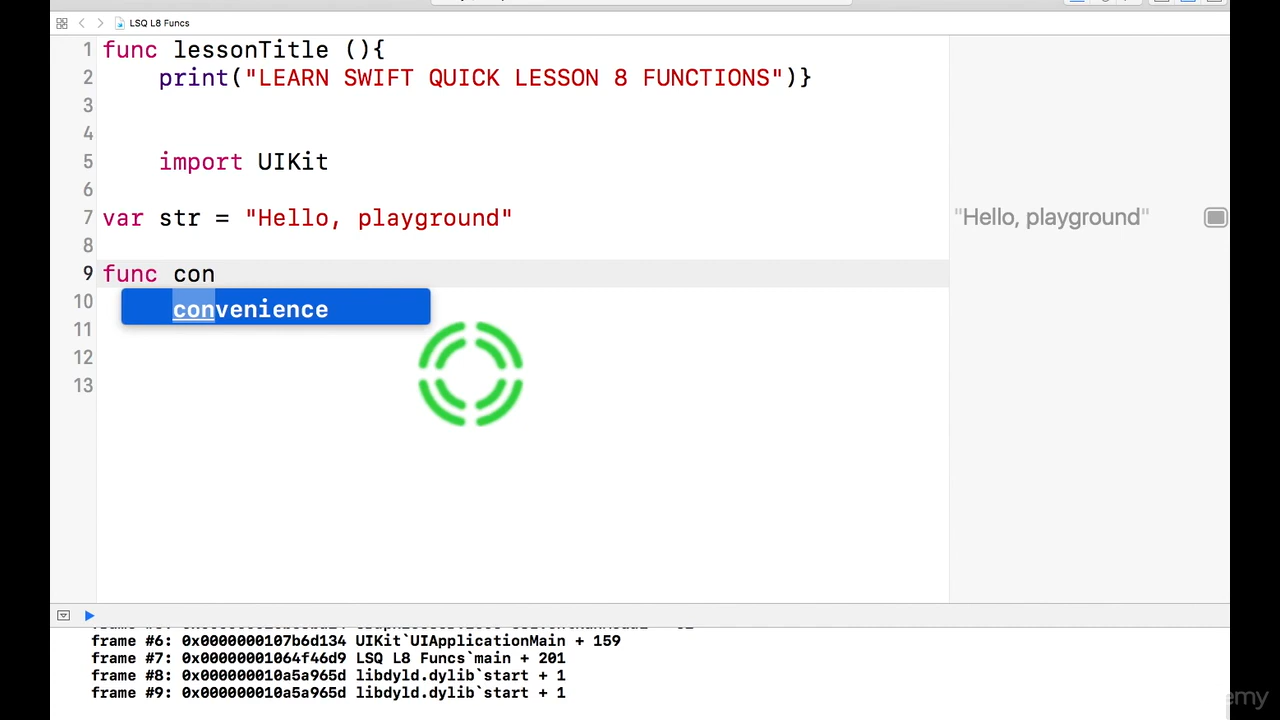 LSQ L8 Funcs
1 func lessonTitle (){
2 print("LEARN SWIFT QUICK LESSON 8 FUNCTIONS")}
3
4
5 import UIKit
6
7 var str = "Hello, playground"
"Hello, playground"
8
9 func con
10
convenience
11
12
13
frame #6: 0x0000000107b6d134 UIKit`UIApplicationMain + 159
frame #7: 0x00000001064f46d9 LSQ L8 Funcs`main + 201
frame #8: 0x000000010a5a965d libdyld.dylib`start + 1
frame #9: 0x000000010a5a965d libdyld.dylib`start + 1